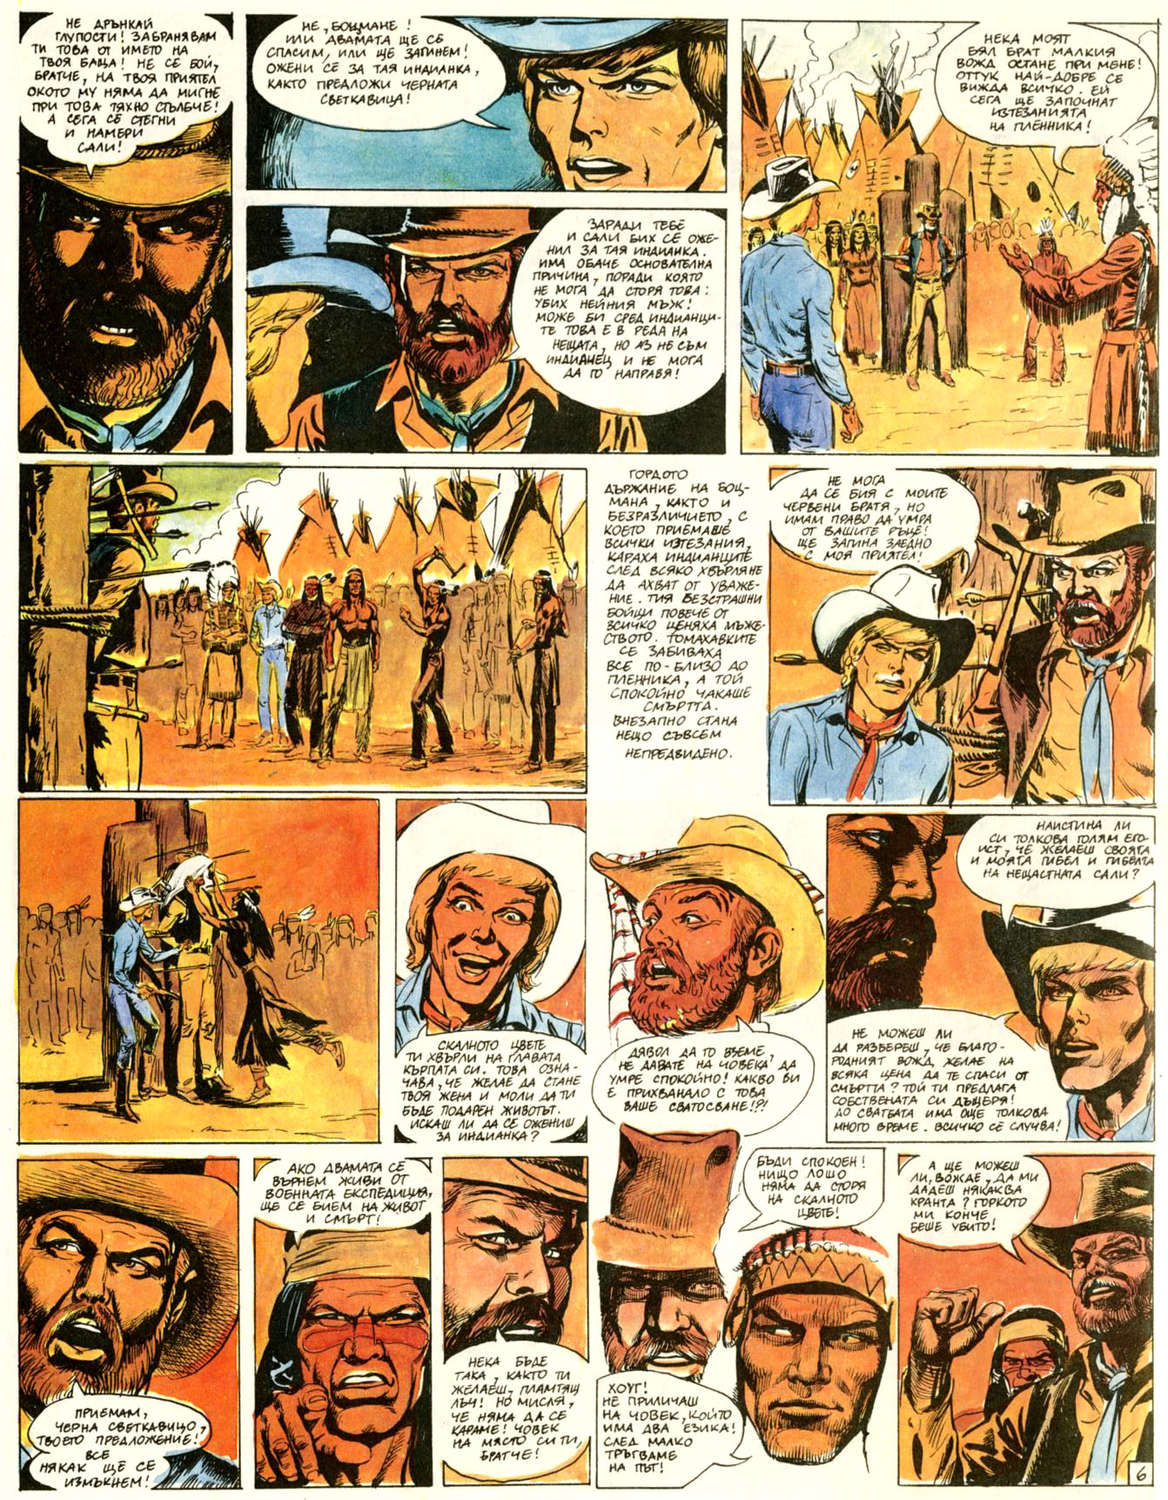 НЕ ДРЪНКАЙ
ГЛУПОСТИ! ЗАБРАНЯВАМ
ТИ ТОВА ОТ ИМЕТО НА
ТВОЯ БАЩА! НЕ СЕ БОЙ,
БРАТЧЕ, НА ТВОЯ ПРИЯТЕЛ
ОКОТО МУ НЯМА ДА МИГНЕ
ПРИ ТОВА ТЯХНО СТЪЛБЧЕ!
А СЕГА СЕ СТЕГНИ
И НАМЕРИ
САЛИ!
НЕ, БОЦМАНЕ!
ИЛИ ДВАМАТА ЩЕ СЕ
СПАСИМ, ИЛИ ЩЕ ЗАГИНЕМ!
ОЖЕНИ СЕ ЗА ТАЯ ИНДИАНКА,
КАКТО ПРЕДЛОЖИ ЧЕРНАТА
СВЕТКАВИЦА!
ЗАРАДИ ТЕБЕ
И САЛИ БИХ СЕ ОЖЕ-
НИЛ ЗА ТАЯ ИНДИАНКА.
ИМА ОБАЧЕ ОСНОВАТЕЛНА
ПРИЧИНА, ПОРАДИ КОЯТО
НЕ МОГА ДА СТОРЯ ТОВА:
УБИХ НЕЙНИЯ МЪЖ!
МОЖЕ БИ СРЕД ИНДИАНЦИ-
ТЕ ТОВА Е В РЕДА НА
НЕЩАТА, НО АЗ НЕ СЪМ
ИНДИАНЕЦ И НЕ МОГА
ДА ГО НАПРАВЯ!
НЕКА МОЯТ
БЯЛ БРАТ МАЛКИЯ
ВОЖД ОСТАНЕ ПРИ МЕНЕ!
ОТТУК НАЙ-ДОБРЕ СЕ
ВИЖДА ВСИЧКО. ЕЙ
СЕГА ЩЕ ЗАПОЧНАТ
ИЗТЕЗАНИЯТА
НА ПЛЕННИКА!
ГОРДОТО
ДЪРЖАНИЕ НА БОЦ-
МАНА, КАКТО И
БЕЗРАЗЛИЧИЕТО, С
КОЕТО ПРИЕМАШЕ
ВСИЧКИ ИЗТЕЗАНИЯ,
КАРАХА ИНДИАНЦИТЕ
СЛЕД ВСЯКО ХВЪРЛЯНЕ
ДА АХВАТ ОТ УВАЖЕ-
НИЕ. ТИЯ БЕЗСТРАШНИ
БОЙЦИ ПОВЕЧЕ ОТ
ВСИЧКО ЦЕНЯХА МЪЖЕ-
СТВОТО. ТОМАХАВКИТЕ
СЕ ЗАБИВАХА
ВСЕ ПО-БЛИЗО ДО
ПЛЕННИКА, А ТОЙ
СПОКОЙНО ЧАКАШЕ
СМЪРТТА.
ВНЕЗАПНО СТАНА
НЕЩО СЪВСЕМ
НЕПРЕДВИДЕНО.
НЕ МОГА
ДА СЕ БИЯ С МОИТЕ
ЧЕРВЕНИ БРАТЯ, НО
ИМАМ ПРАВО ДА УМРА
ОТ ВАШИТЕ РЪЦЕ!
ЩЕ ЗАГИНА ЗАЕДНО
С МОЯ ПРИЯТЕЛ!
СКАЛНОТО ЦВЕТЕ
ТИ ХВЪРЛИ НА ГЛАВАТА
КЪРПАТА СИ. ТОВА ОЗНА-
ЧАВА, ЧЕ ЖЕЛАЕ ДА СТАНЕ
ТВОЯ ЖЕНА И МОЛИ ДА ТИ
БЪДЕ ПОДАРЕН ЖИВОТЪТ.
ИСКАШ ЛИ ДА СЕ ОЖЕНИШ
ЗА ИНДИАНКА?
ДЯВОЛ ДА ГО ВЗЕМЕ,
НЕ ДАВАТЕ НА ЧОВЕКА ДА
УМРЕ СПОКОЙНО! КАКВО ВИ
Е ПРИХВАНАЛО С ТОВА
ВАШЕ СВАТОСВАНЕ!?!
НАИСТИНА ЛИ
СИ ТОЛКОВА ГОЛЯМ ЕГО-
ИСТ, ЧЕ ЖЕЛАЕШ СВОЯТА
И МОЯТА ГИБЕЛ И ГИБЕЛТА
НА НЕЩАСТНАТА САЛИ?
НЕ МОЖЕШ ЛИ
ДА РАЗБЕРЕШ, ЧЕ БЛАГО-
РОДНИЯТ ВОЖД ЖЕЛАЕ НА
ВСЯКА ЦЕНА ДА ТЕ СПАСИ ОТ
СМЪРТТА? ТОЙ ТИ ПРЕДЛАГА
СОБСТВЕНАТА СИ ДЪЩЕРЯ!
ДО СВАТБАТА ИМА ОЩЕ ТОЛКОВА
МНОГО ВРЕМЕ. ВСИЧКО СЕ СЛУЧВА!
ПРИЕМАМ,
ЧЕРНА СВЕТКАВИЦО,
ТВОЕТО ПРЕДЛОЖЕНИЕ!
ВСЕ
НЯКАК ЩЕ СЕ
ИЗМЪКНЕМ!
АКО ДВАМАТА СЕ
ВЪРНЕМ ЖИВИ ОТ
ВОЕННАТА ЕКСПЕДИЦИЯ,
ЩЕ СЕ БИЕМ НА ЖИВОТ
И СМЪРТ!
НЕКА БЪДЕ
ТАКА, КАКТО ТИ
ЖЕЛАЕШ, ПЛАМТЯЩ
ЛЪЧ! НО МИСЛЯ,
ЧЕ НЯМА ДА СЕ
КАРАМЕ! ЧОВЕК
НА МЯСТО СИ ТИ,
БРАТЧЕ!
БЪДИ СПОКОЕН!
НИЩО ЛОШО
НЯМА ДА СТОРЯ
НА СКАЛНОТО
ЦВЕТЕ!
ХОУГ!
НЕ ПРИЛИЧАШ
НА ЧОВЕК, КОЙТО
ИМА ДВА ЕЗИКА!
СЛЕД МАЛКО
ТРЪГВАМЕ
НА ПЪТ!
А ЩЕ МОЖЕШ
ЛИ, ВОЖДЕ, ДА МИ
ДАДЕШ НЯКАКВА
КРАНТА? ГОРКОТО
МИ КОНЧЕ
БЕШЕ УБИТО!
6